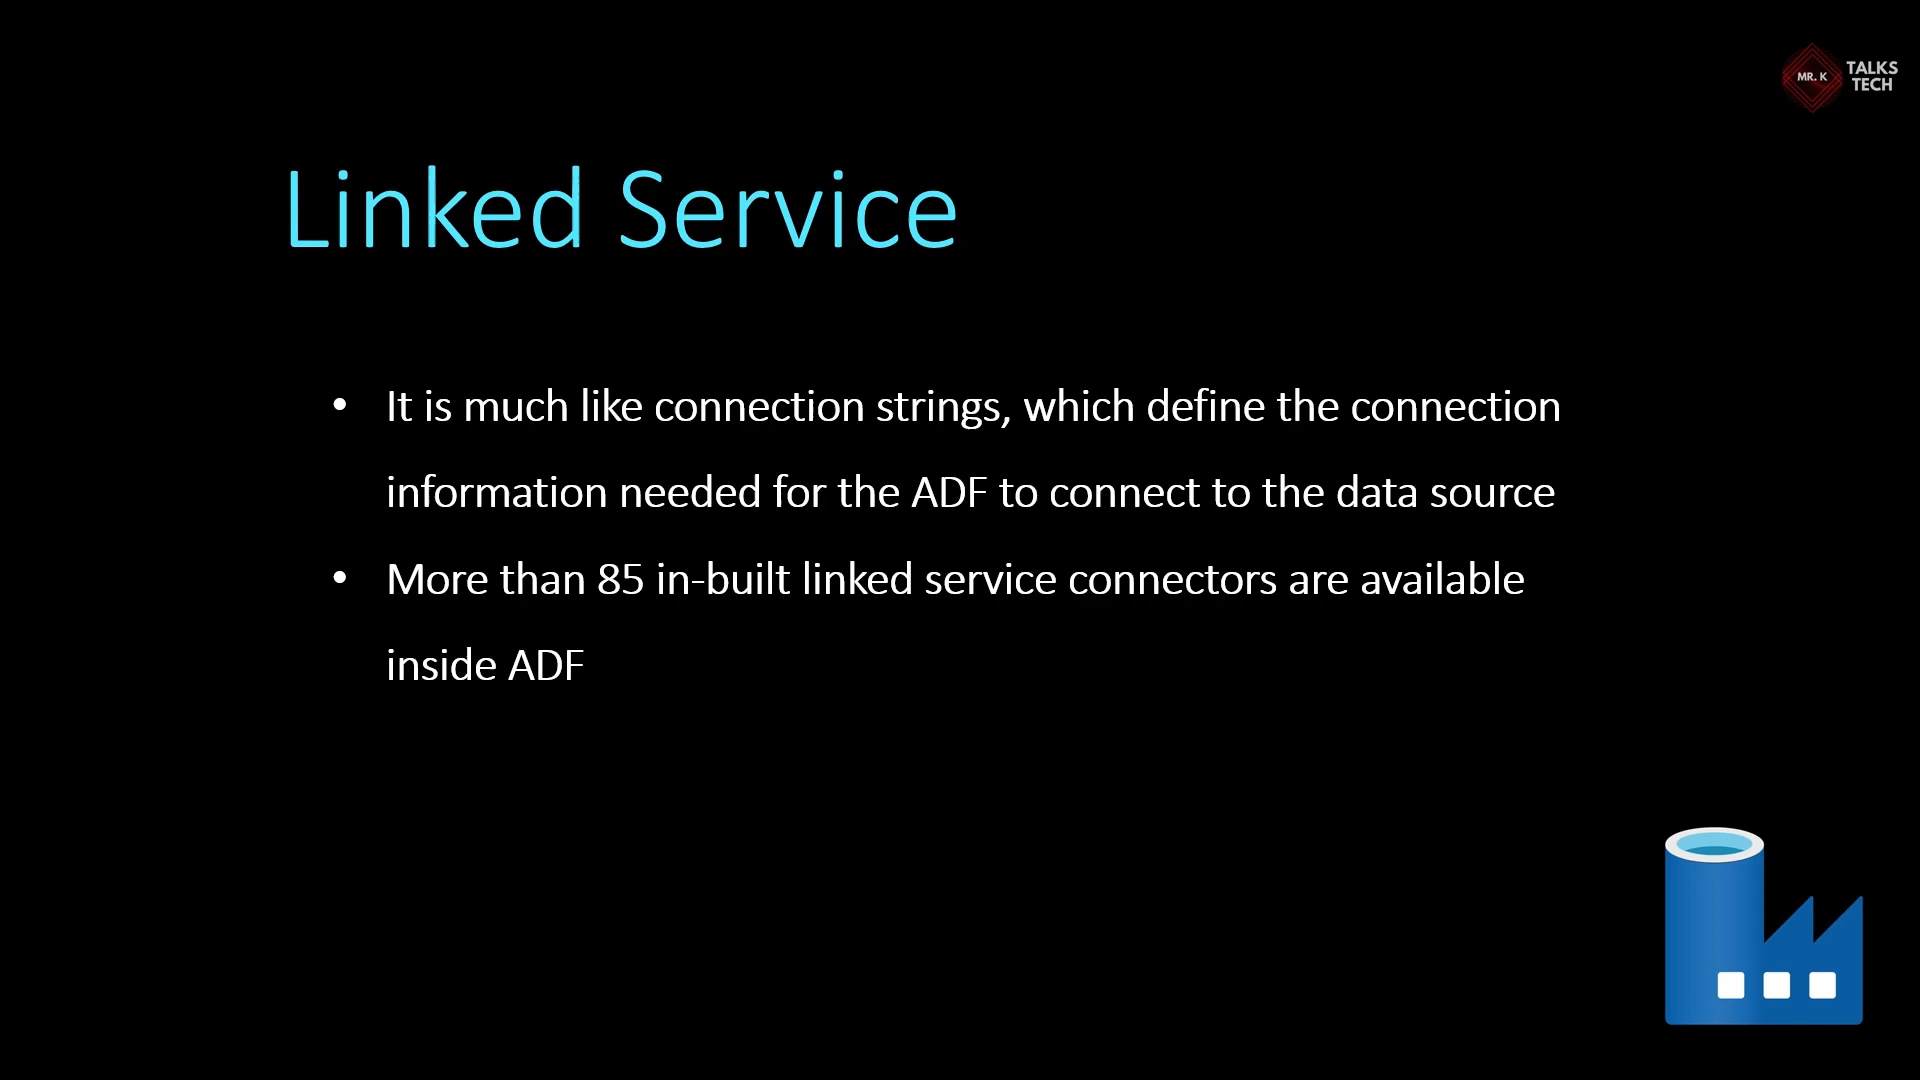 MR. K
TALKS
TECH
Linked Service
• It is much like connection strings, which define the connection
information needed for the ADF to connect to the data source
• More than 85 in-built linked service connectors are available
inside ADF